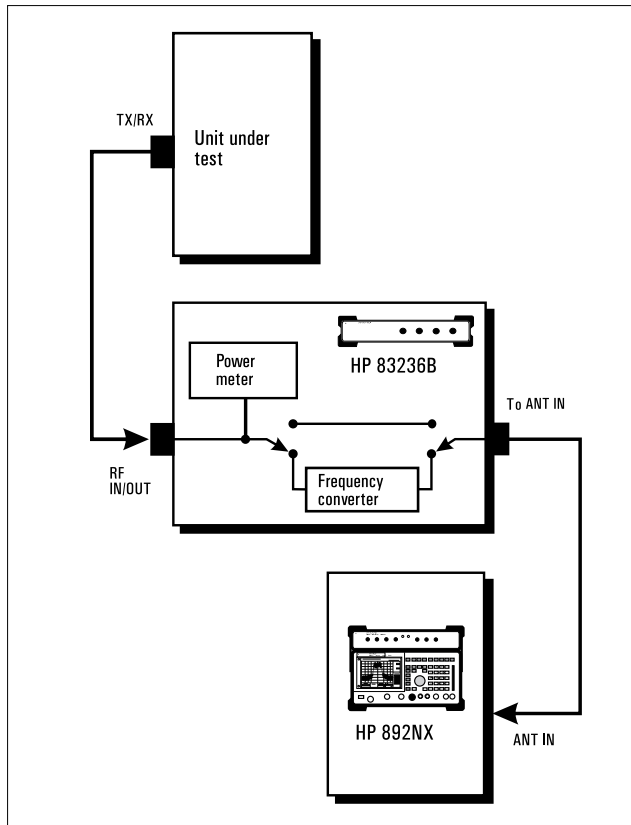 TX/RX
Unit under
test
HP 83236B
Power
meter
To ANT IN
RF
IN/OUT
Frequency
converter
HP 892NX
ANT IN